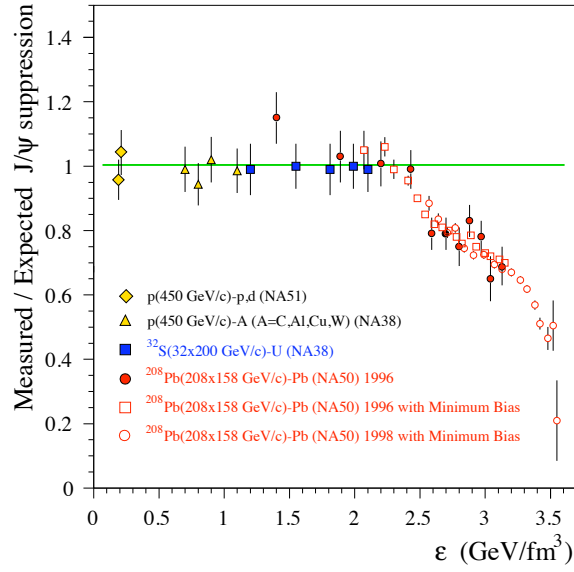 Measured / Expected J/ψ suppression
1.4
1.2
1
0.8
0.6
0.4
0.2
0
p(450 GeV/c)-p,d (NA51)
p(450 GeV/c)-A (A=C,Al,Cu,W) (NA38)
³²S(32x200 GeV/c)-U (NA38)
²⁰⁸Pb(208x158 GeV/c)-Pb (NA50) 1996
²⁰⁸Pb(208x158 GeV/c)-Pb (NA50) 1996 with Minimum Bias
²⁰⁸Pb(208x158 GeV/c)-Pb (NA50) 1998 with Minimum Bias
0 0.5 1 1.5 2 2.5 3 3.5
ε (GeV/fm³)